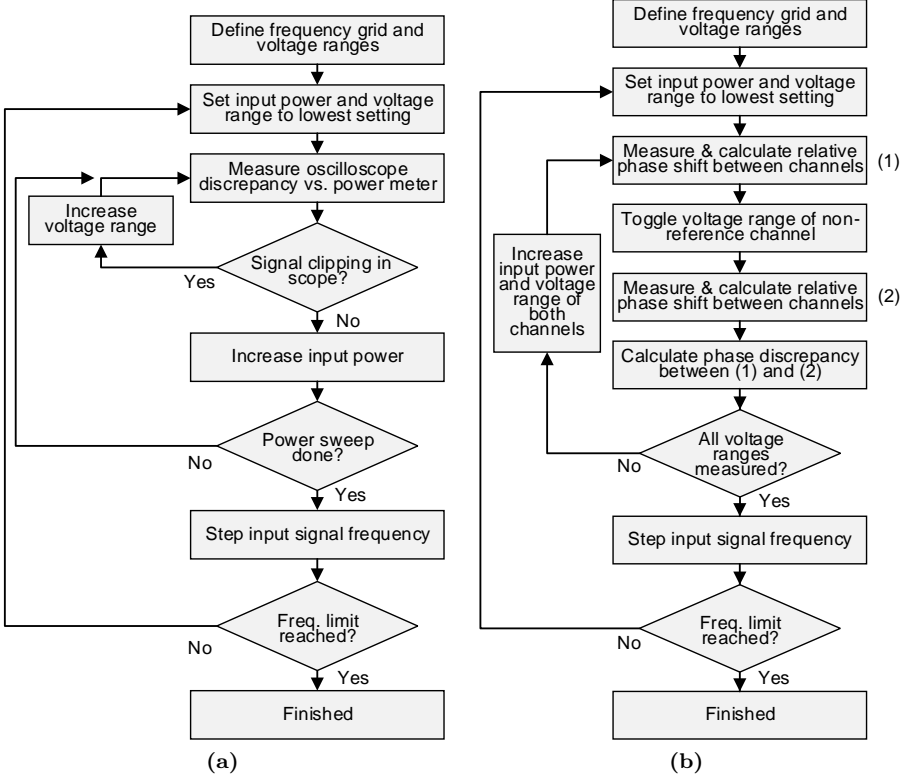 Define frequency grid and
voltage ranges
Set input power and voltage
range to lowest setting
Measure oscilloscope
discrepancy vs. power meter
Increase
voltage range
Signal clipping in
scope?
Yes
No
Increase input power
Power sweep
done?
No
Yes
Step input signal frequency
Freq. limit
reached?
No
Yes
Finished
(a)
Define frequency grid and
voltage ranges
Set input power and voltage
range to lowest setting
Measure & calculate relative
phase shift between channels
(1)
Toggle voltage range of non-
reference channel
Increase
input power
and voltage
range of
both
channels
Measure & calculate relative
phase shift between channels
(2)
Calculate phase discrepancy
between (1) and (2)
All voltage
ranges
measured?
No
Yes
Step input signal frequency
Freq. limit
reached?
No
Yes
Finished
(b)